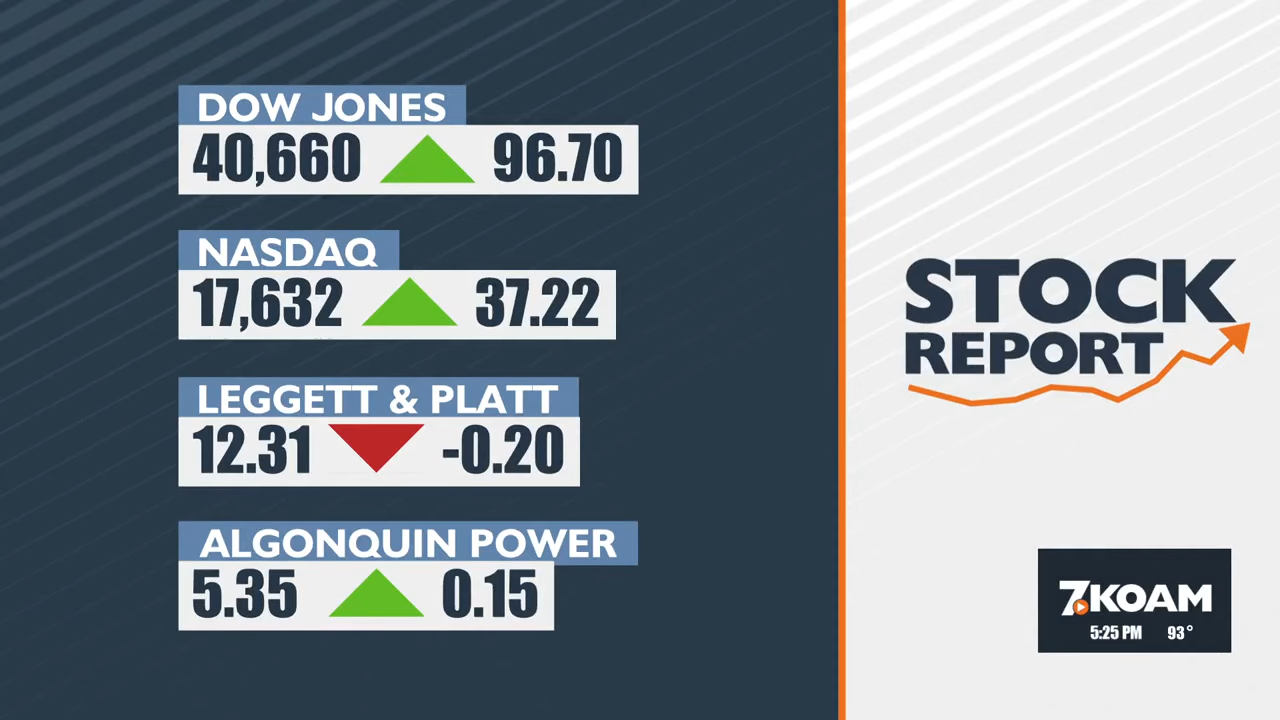 DOW JONES
40,660 96.70
NASDAQ
17,632 37.22
LEGGETT & PLATT
12.31 -0.20
ALGONQUIN POWER
5.35 0.15
STOCK
REPORT
7KOAM
5:25 PM 93°